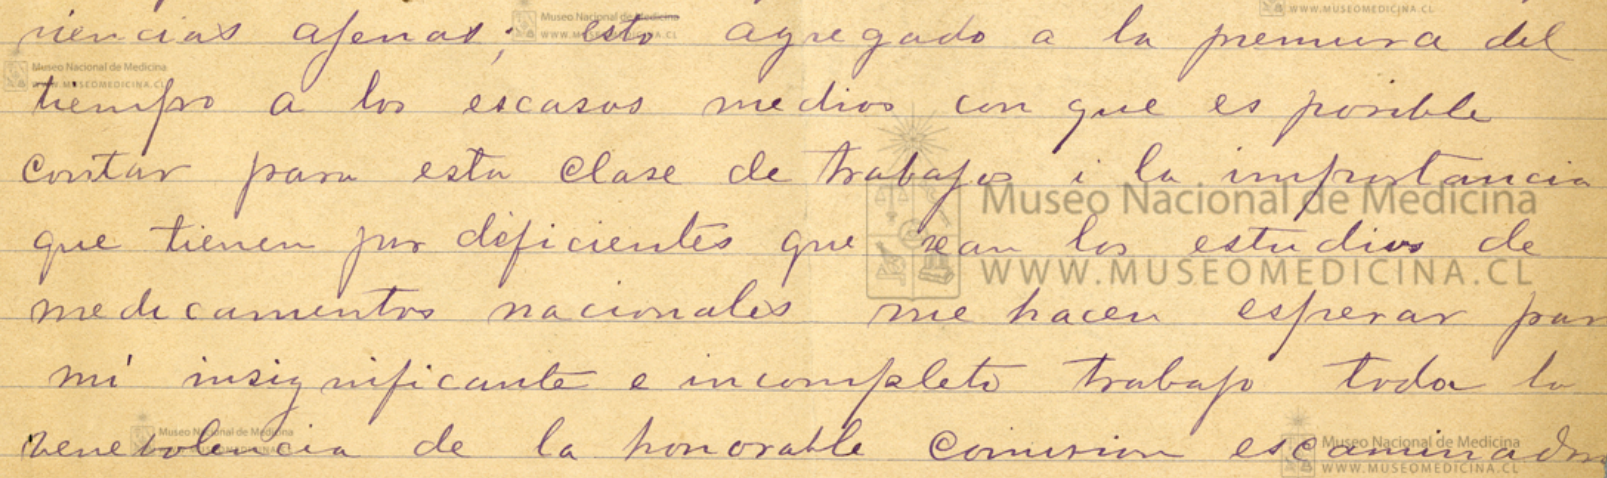 riencias ajenas; esto agregado a la premura del
tiempo a los escasos medios con que es posible
contar para esta clase de trabajos i la importancia
que tienen por deficientes que sean los estudios de
medicamentos nacionales me hacen esperar para
mi insignificante e incompleto trabajo toda la
venebolencia de la honorable comision escaminadora
Museo Nacional de Medicina
WWW.MUSEOMEDICINA.CL